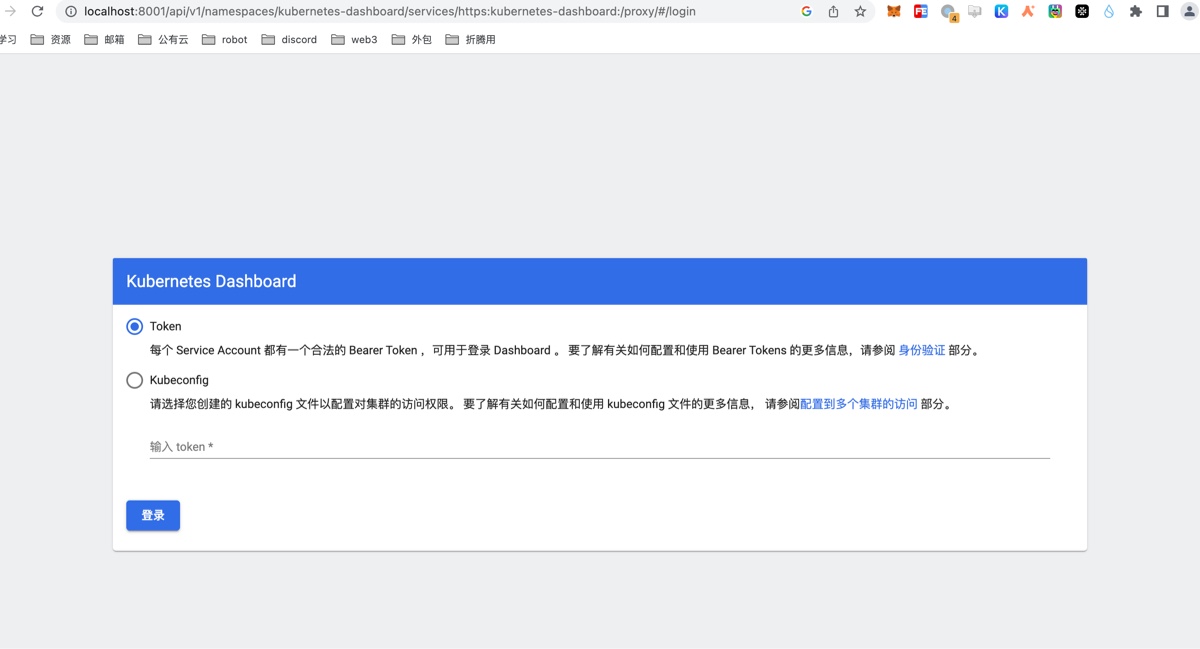 localhost:8001/api/v1/namespaces/kubernetes-dashboard/services/https:kubernetes-dashboard:/proxy/#/login
4
学习 资源 邮箱 公有云 robot discord web3 外包 折腾用
Kubernetes Dashboard
Token
每个 Service Account 都有一个合法的 Bearer Token ，可用于登录 Dashboard 。 要了解有关如何配置和使用 Bearer Tokens 的更多信息，请参阅 身份验证 部分。
Kubeconfig
请选择您创建的 kubeconfig 文件以配置对集群的访问权限。 要了解有关如何配置和使用 kubeconfig 文件的更多信息， 请参阅配置到多个集群的访问 部分。
输入 token *
登录